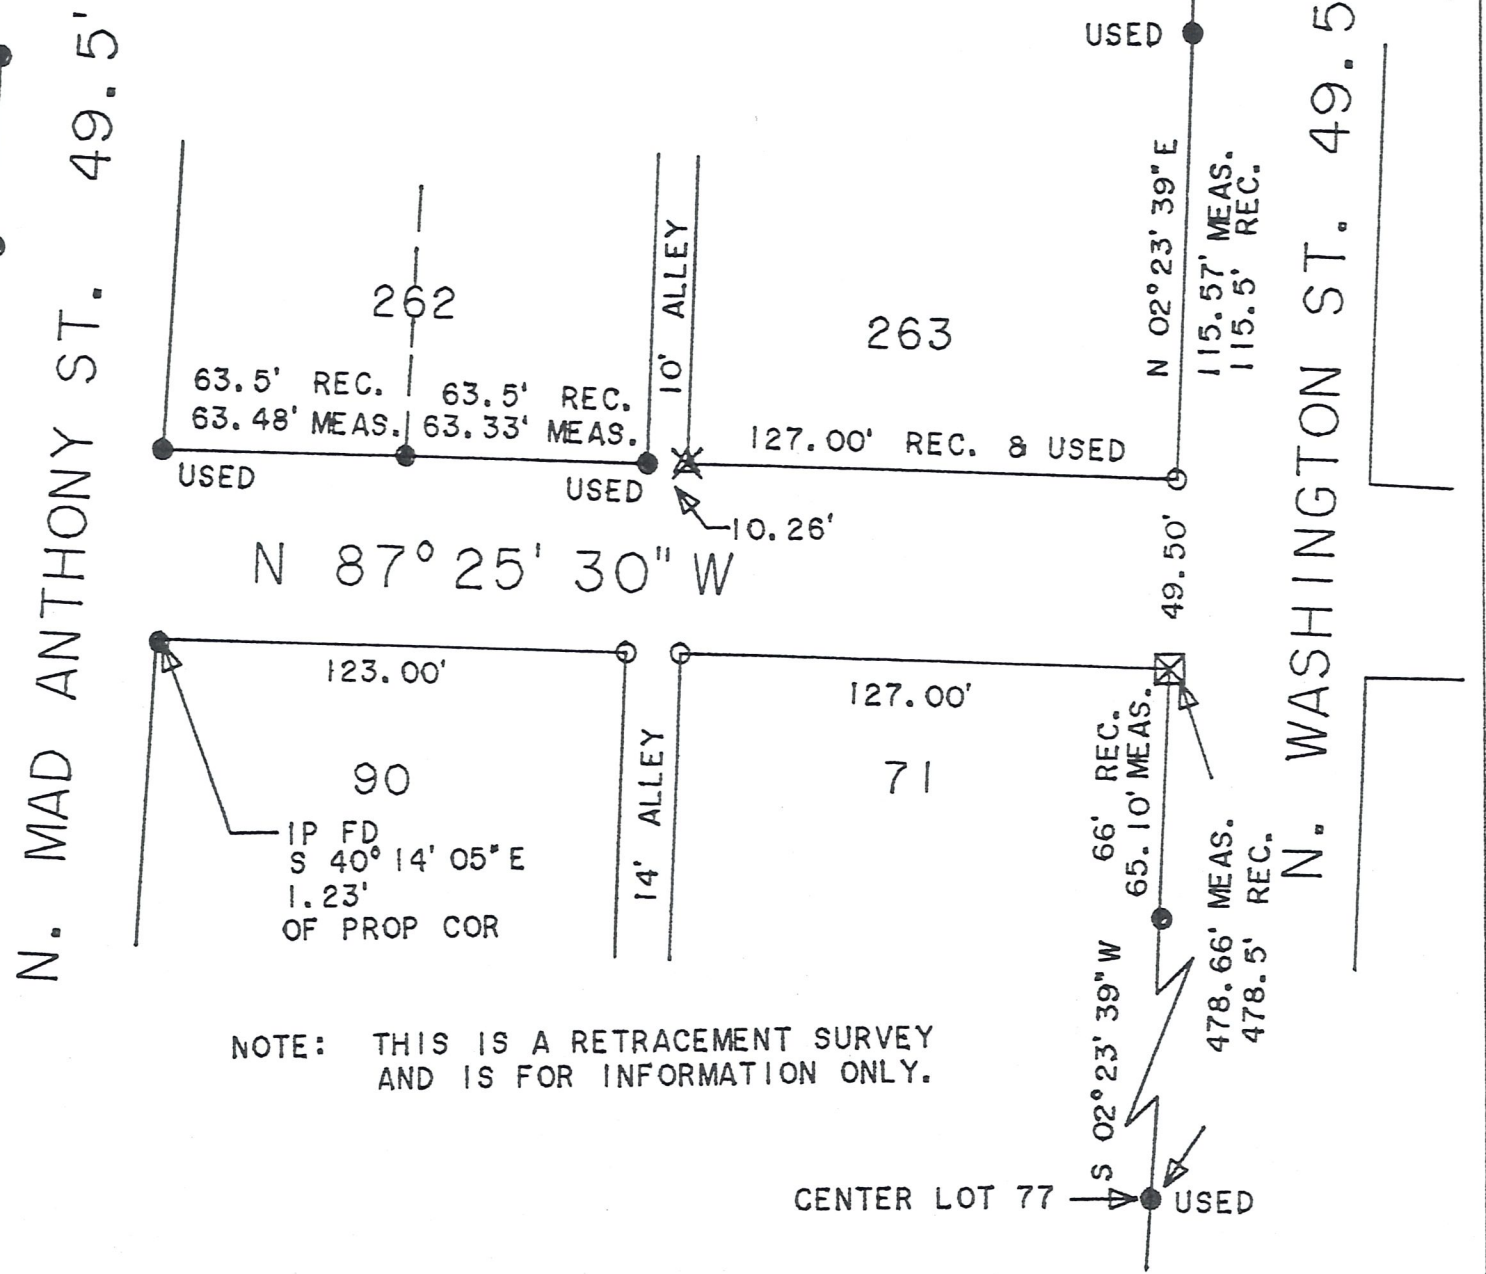 N. MAD ANTHONY ST. 49.5'
USED
N 02° 23' 39" E
115.57' MEAS.
115.5' REC.
N. WASHINGTON ST. 49.5
262
10' ALLEY
263
63.5' REC.
63.48' MEAS.
63.5' REC.
63.33' MEAS.
127.00' REC. & USED
USED
USED
10.26'
N 87° 25' 30" W
49.50'
123.00'
127.00'
90
14' ALLEY
71
66' REC.
65.10' MEAS.
IP FD
S 40° 14' 05" E
1.23'
OF PROP COR
478.66' MEAS.
478.5' REC.
S 02° 23' 39" W
NOTE: THIS IS A RETRACEMENT SURVEY
AND IS FOR INFORMATION ONLY.
CENTER LOT 77
USED